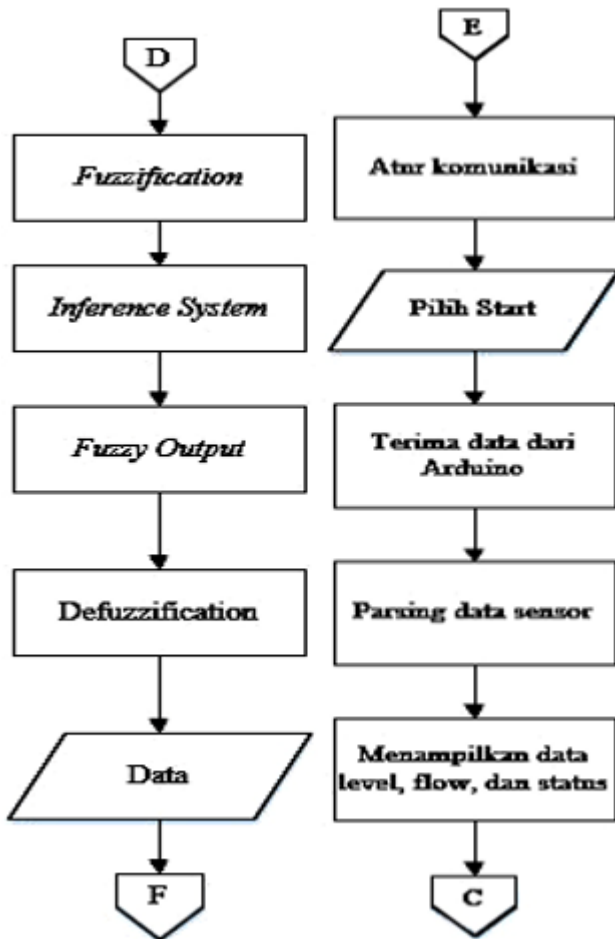 D
Fuzzification
Inference System
Fuzzy Output
Defuzzification
Data
F
E
Atur komunikasi
Pilih Start
Terima data dari
Arduino
Parsing data sensor
Menampilkan data
level, flow, dan status
C